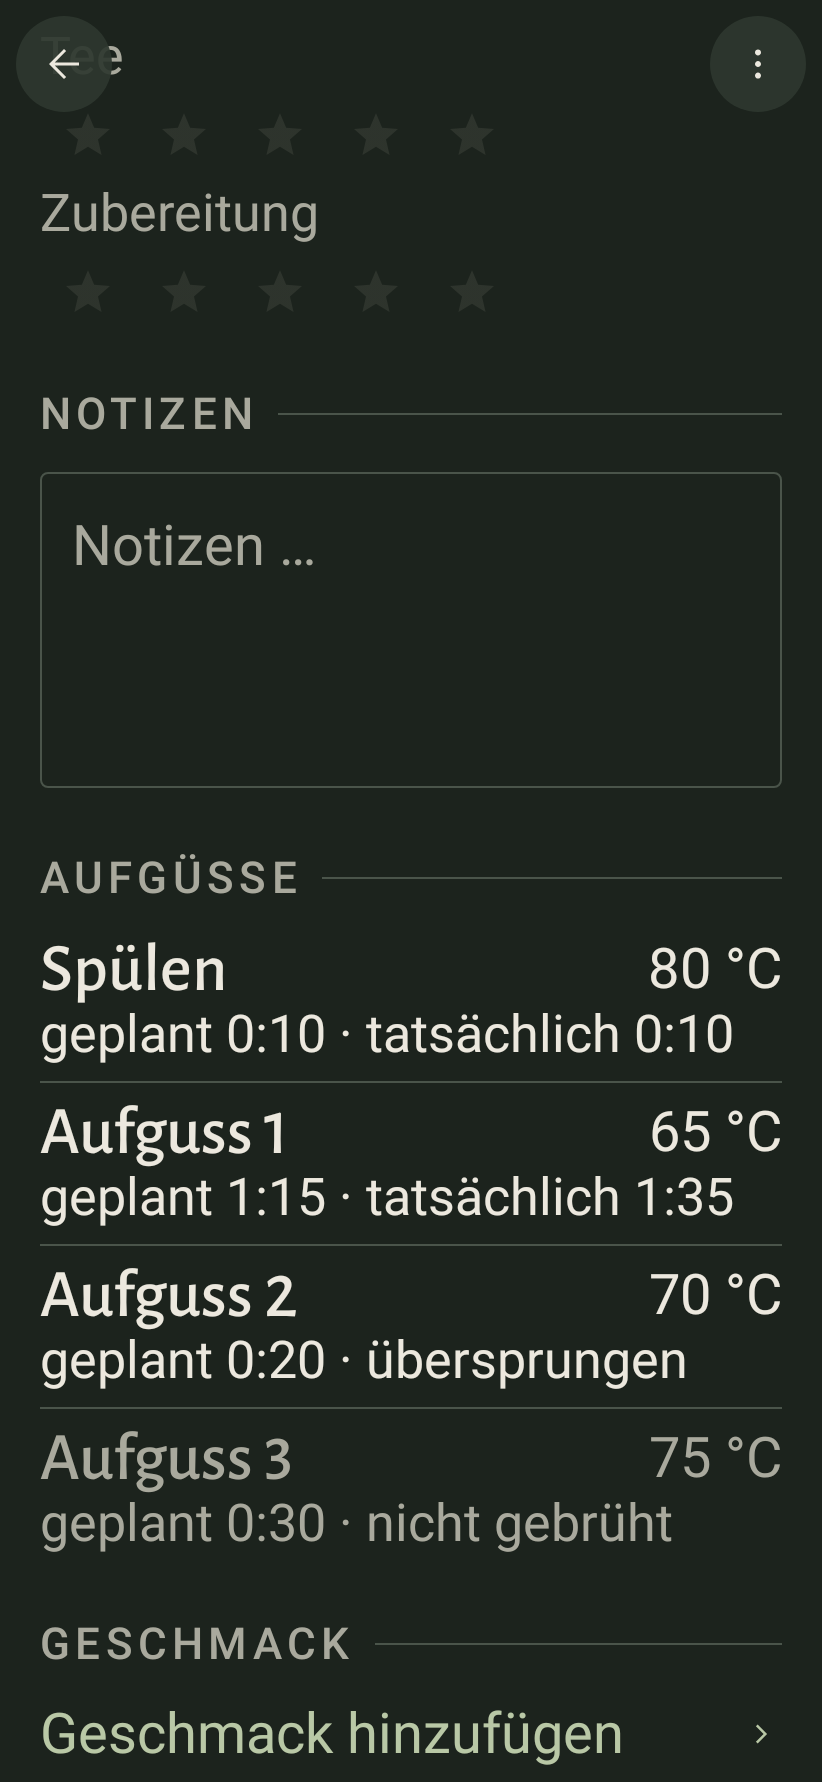 Tee
Zubereitung
NOTIZEN
Notizen …
AUFGÜSSE
Spülen 80 °C
geplant 0:10 · tatsächlich 0:10
Aufguss 1 65 °C
geplant 1:15 · tatsächlich 1:35
Aufguss 2 70 °C
geplant 0:20 · übersprungen
Aufguss 3 75 °C
geplant 0:30 · nicht gebrüht
GESCHMACK
Geschmack hinzufügen